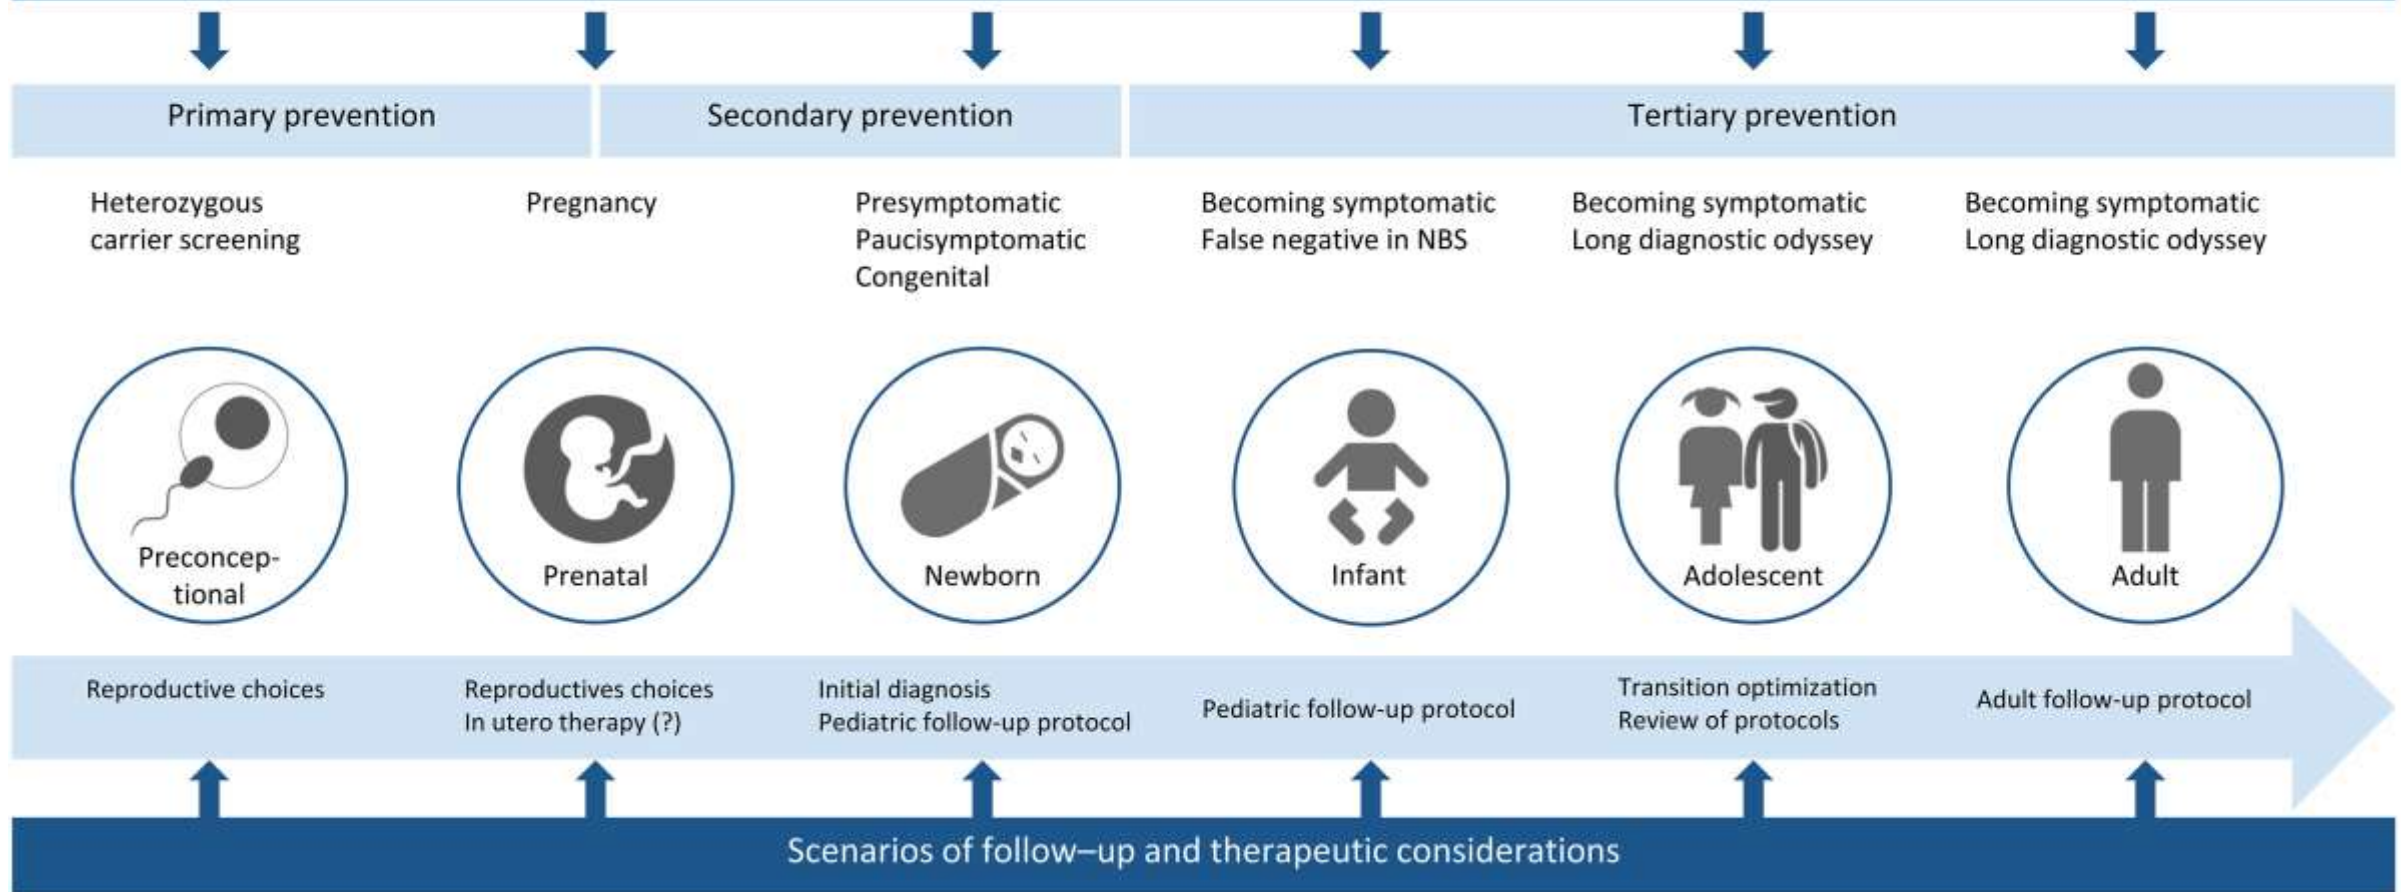 Primary prevention
Secondary prevention
Tertiary prevention
Heterozygous
carrier screening
Pregnancy
Presymptomatic
Paucisymptomatic
Congenital
Becoming symptomatic
False negative in NBS
Becoming symptomatic
Long diagnostic odyssey
Becoming symptomatic
Long diagnostic odyssey
Preconcep-
tional
Prenatal
Newborn
Infant
Adolescent
Adult
Reproductive choices
Reproductives choices
In utero therapy (?)
Initial diagnosis
Pediatric follow-up protocol
Pediatric follow-up protocol
Transition optimization
Review of protocols
Adult follow-up protocol
Scenarios of follow–up and therapeutic considerations